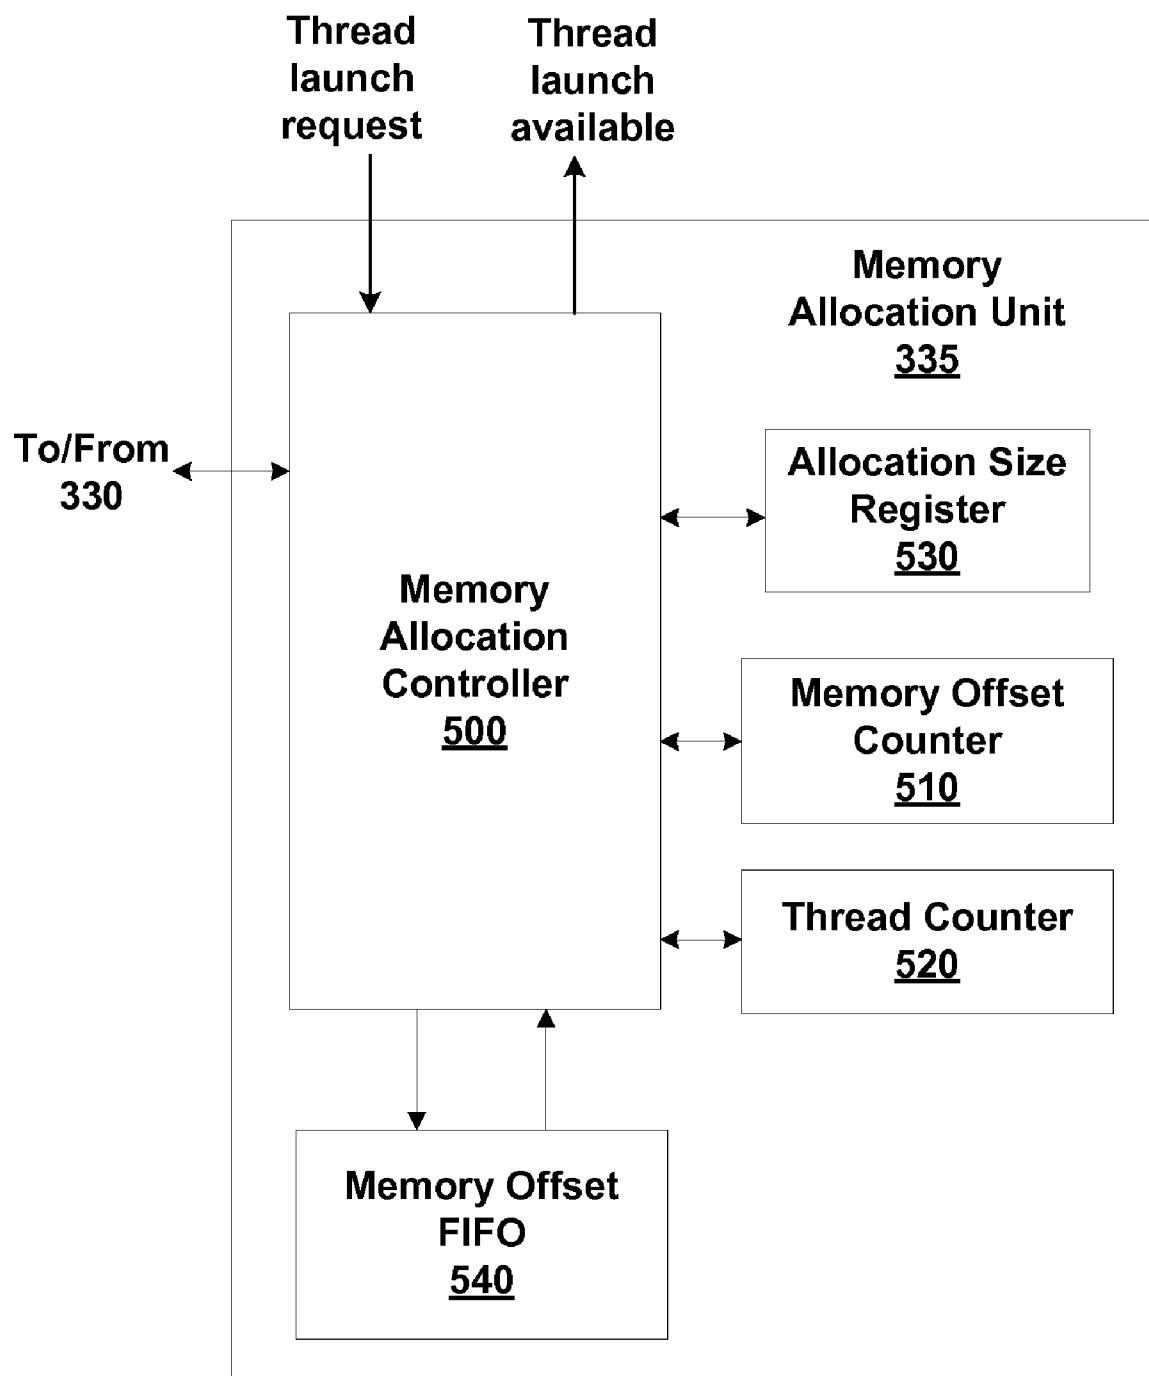 Thread
launch
request
Thread
launch
available
Memory
Allocation Unit
335
To/From
330
Allocation Size
Register
530
Memory
Allocation
Controller
500
Memory Offset
Counter
510
Thread Counter
520
Memory Offset
FIFO
540